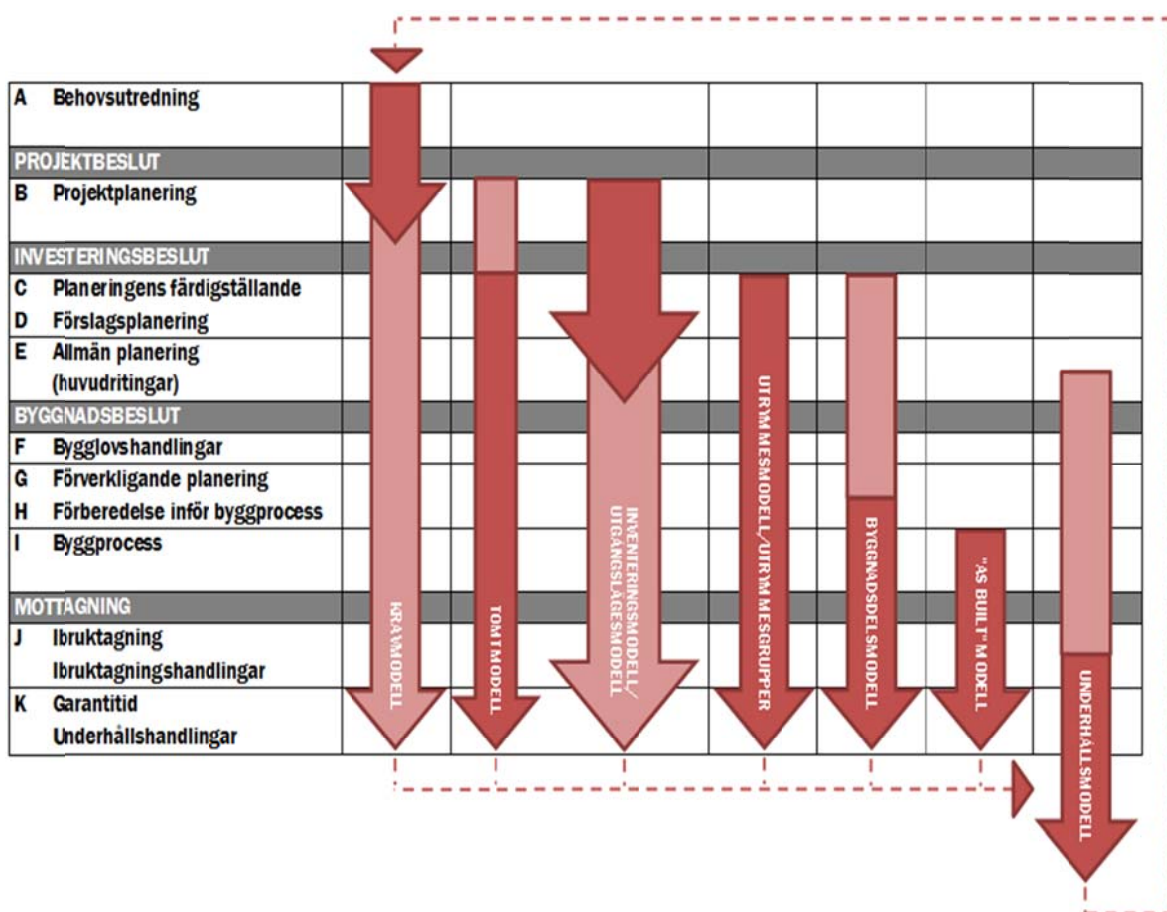 A Behovsutredning
PROJEKTBESLUT
B Projektplanering
INVESTERINGSBESLUT
C Planeringens färdigställande
D Förslagsplanering
E Allmän planering
(huvudritingar)
BYGGNADSBESLUT
F Bygglovshandlingar
G Förverkligande planering
H Förberedelse inför byggprocess
I Byggprocess
MOTTAGNING
J Ibruktagning
Ibruktagningshandlingar
K Garantitid
Underhållshandlingar
KRAVMODELL
TOMTMODELL
INVENTERINGSMODELL/
UTGÅNGSLÄGESMODELL
UTRYMMESMODELL/UTRYMMESGRUPPER
BYGGNADSDELSMODELL
"AS BUILT" MODELL
UNDERHÅLLSMODELL